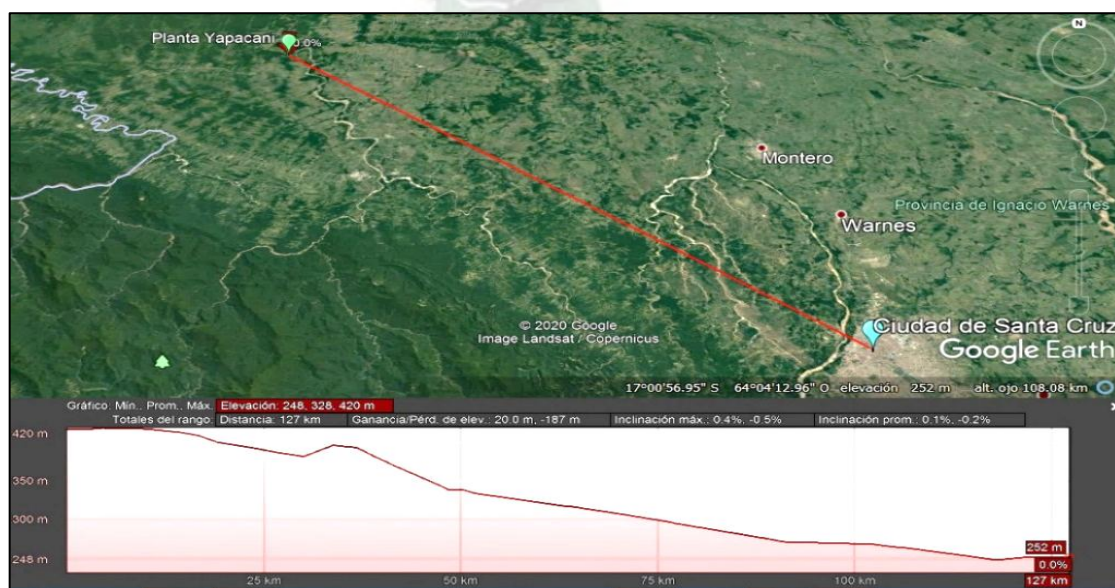 N
Planta Yapacani 0.0%
Montero
Provincia de Ignacio Warnes
Warnes
© 2020 Google
Image Landsat / Copernicus
Ciudad de Santa Cruz
Google Earth
17°00'56.95" S 64°04'12.96" O elevación 252 m alt. ojo 108.08 km
Gráfico: Mín., Prom., Máx. Elevación: 248, 328, 420 m
Totales del rango: Distancia: 127 km Ganancia/Pérd. de elev.: 20.0 m, -187 m Inclinación máx.: 0.4%, -0.5% Inclinación prom.: 0.1%, -0.2%
420 m
350 m
300 m
248 m
252 m
0.0%
25 km 50 km 75 km 100 km 127 km